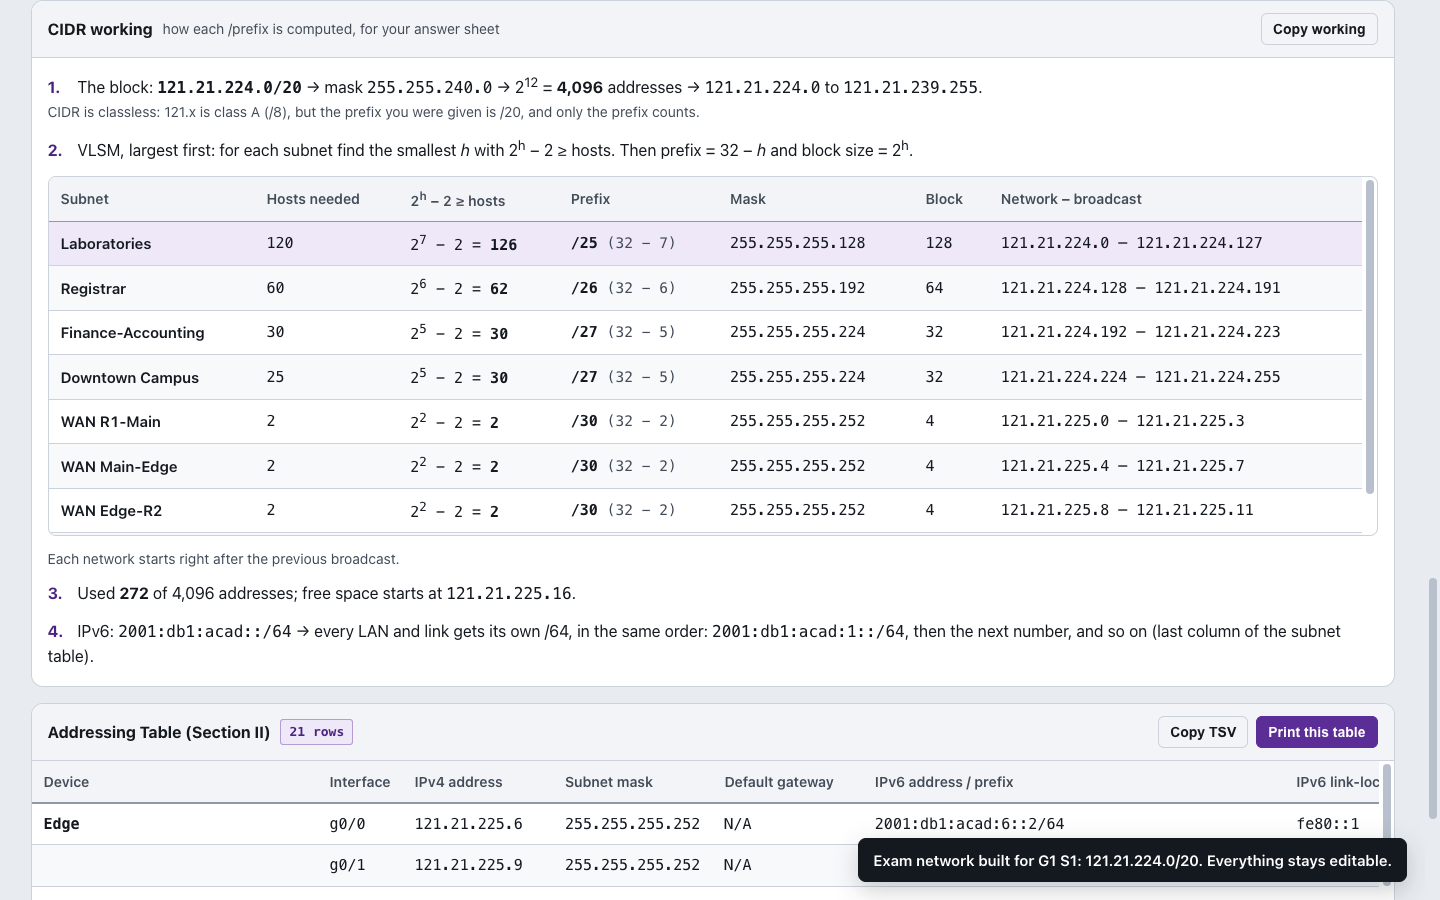 CIDR working how each /prefix is computed, for your answer sheet Copy working
1. The block: 121.21.224.0/20 → mask 255.255.240.0 → 2^12 = 4,096 addresses → 121.21.224.0 to 121.21.239.255.
CIDR is classless: 121.x is class A (/8), but the prefix you were given is /20, and only the prefix counts.
2. VLSM, largest first: for each subnet find the smallest h with 2^h − 2 ≥ hosts. Then prefix = 32 − h and block size = 2^h.
Subnet Hosts needed 2^h − 2 ≥ hosts Prefix Mask Block Network – broadcast
Laboratories 120 2^7 − 2 = 126 /25 (32 − 7) 255.255.255.128 128 121.21.224.0 – 121.21.224.127
Registrar 60 2^6 − 2 = 62 /26 (32 − 6) 255.255.255.192 64 121.21.224.128 – 121.21.224.191
Finance-Accounting 30 2^5 − 2 = 30 /27 (32 − 5) 255.255.255.224 32 121.21.224.192 – 121.21.224.223
Downtown Campus 25 2^5 − 2 = 30 /27 (32 − 5) 255.255.255.224 32 121.21.224.224 – 121.21.224.255
WAN R1-Main 2 2^2 − 2 = 2 /30 (32 − 2) 255.255.255.252 4 121.21.225.0 – 121.21.225.3
WAN Main-Edge 2 2^2 − 2 = 2 /30 (32 − 2) 255.255.255.252 4 121.21.225.4 – 121.21.225.7
WAN Edge-R2 2 2^2 − 2 = 2 /30 (32 − 2) 255.255.255.252 4 121.21.225.8 – 121.21.225.11
Each network starts right after the previous broadcast.
3. Used 272 of 4,096 addresses; free space starts at 121.21.225.16.
4. IPv6: 2001:db1:acad::/64 → every LAN and link gets its own /64, in the same order: 2001:db1:acad:1::/64, then the next number, and so on (last column of the subnet
table).
Addressing Table (Section II) 21 rows Copy TSV Print this table
Device Interface IPv4 address Subnet mask Default gateway IPv6 address / prefix IPv6 link-loc
Edge g0/0 121.21.225.6 255.255.255.252 N/A 2001:db1:acad:6::2/64 fe80::1
g0/1 121.21.225.9 255.255.255.252 N/A
Exam network built for G1 S1: 121.21.224.0/20. Everything stays editable.